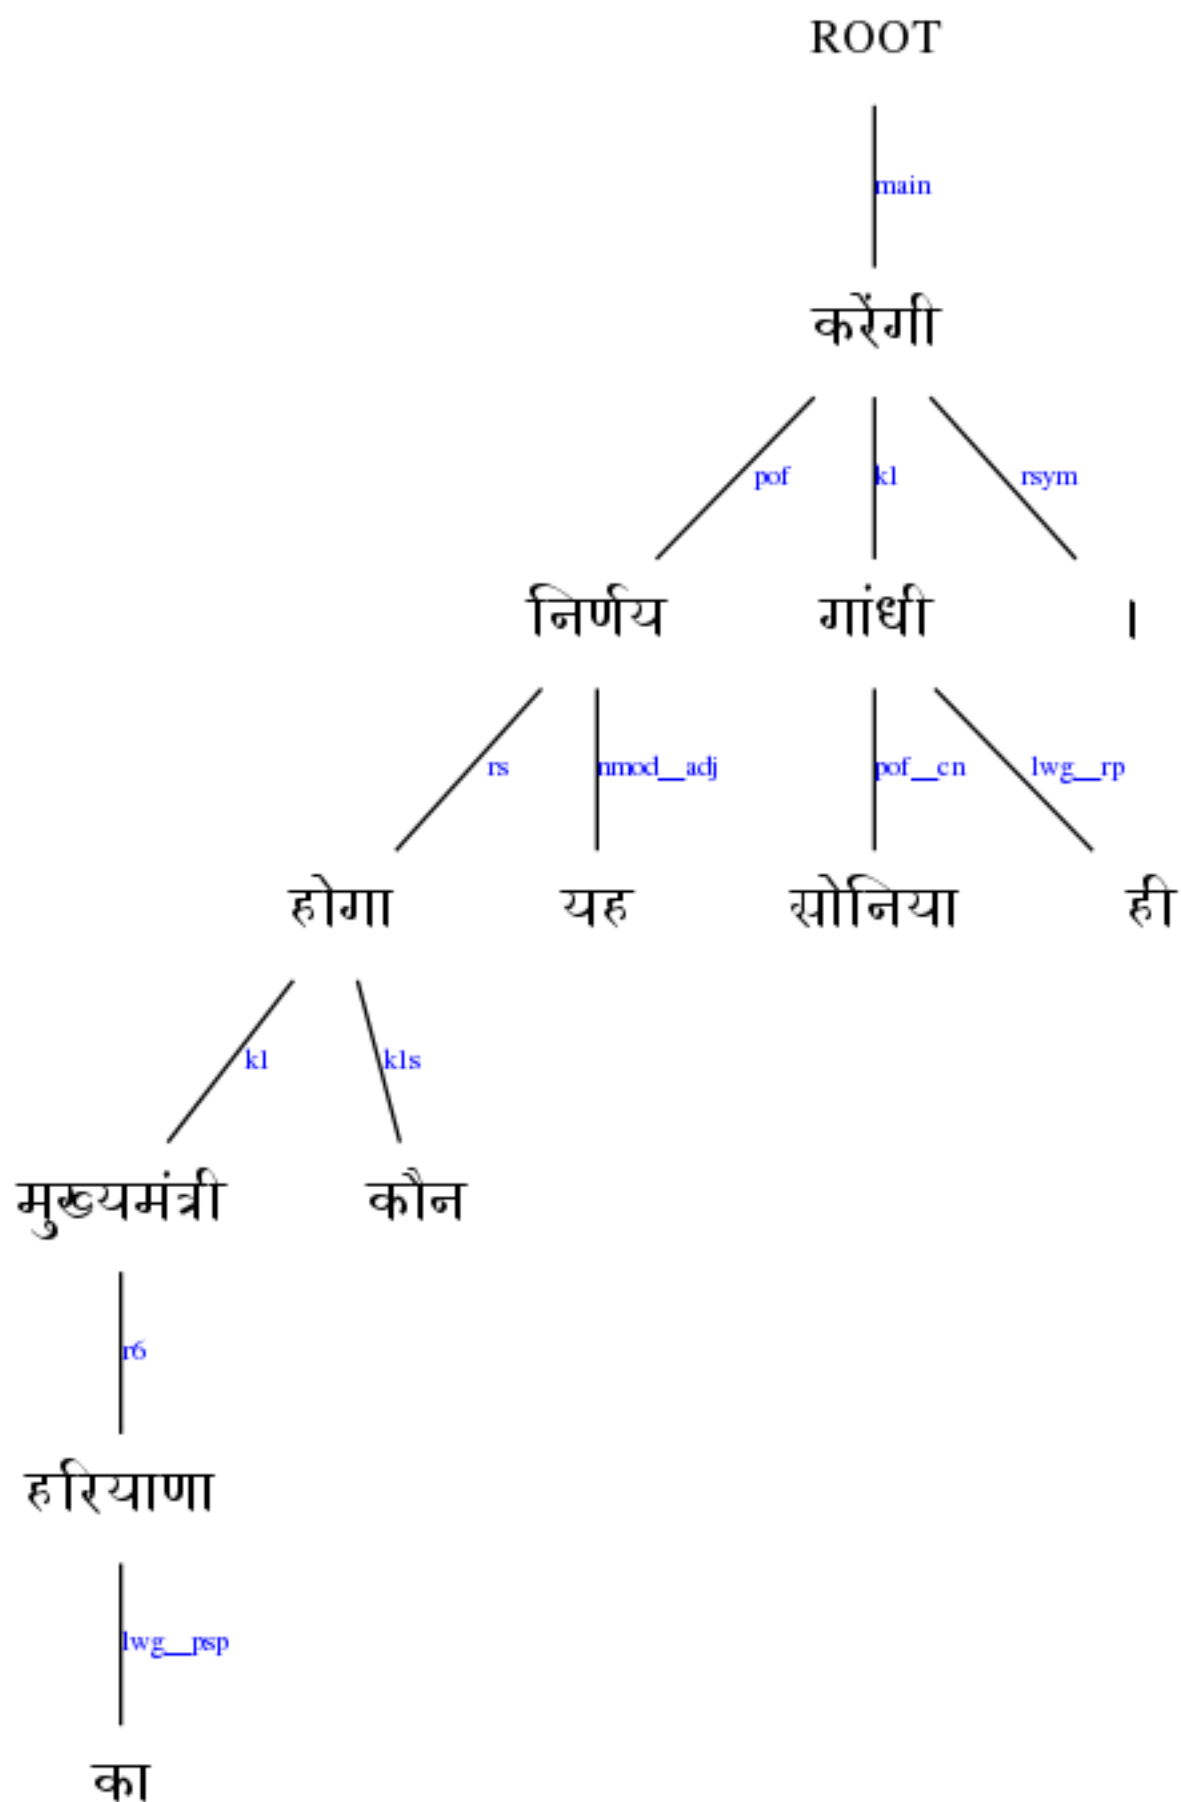 ROOT
main
करेंगी
pof k1 rsym
निर्णय गांधी ।
rs nmod__adj pof__cn lwg__rp
होगा यह सोनिया ही
k1 k1s
मुख्यमंत्री कौन
r6
हरियाणा
lwg__psp
का